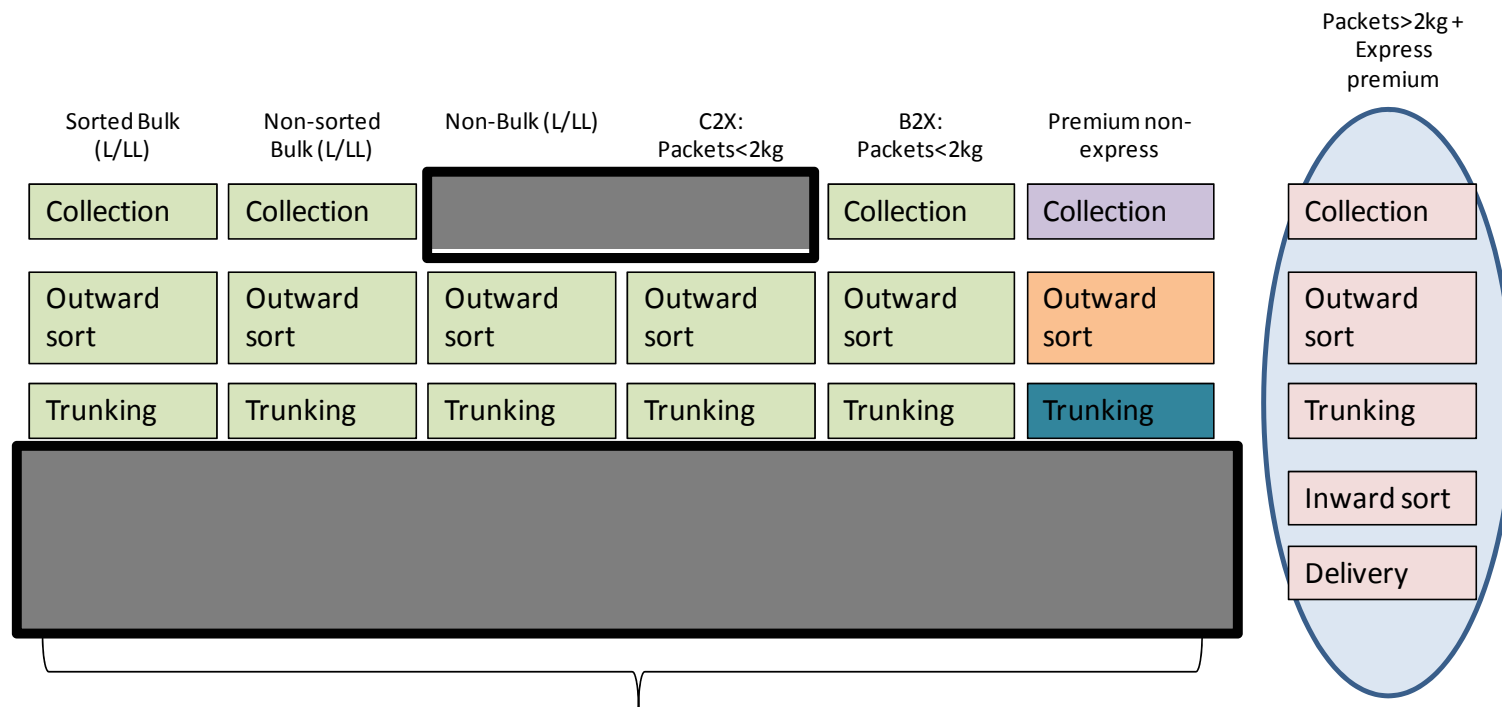 Packets>2kg +
Express
premium
Sorted Bulk
(L/LL)
Non-sorted
Bulk (L/LL)
Non-Bulk (L/LL)
C2X:
Packets<2kg
B2X:
Packets<2kg
Premium non-
express
Collection
Collection
Collection
Collection
Collection
Outward
sort
Outward
sort
Outward
sort
Outward
sort
Outward
sort
Outward
sort
Outward
sort
Trunking
Trunking
Trunking
Trunking
Trunking
Trunking
Trunking
Inward sort
Delivery